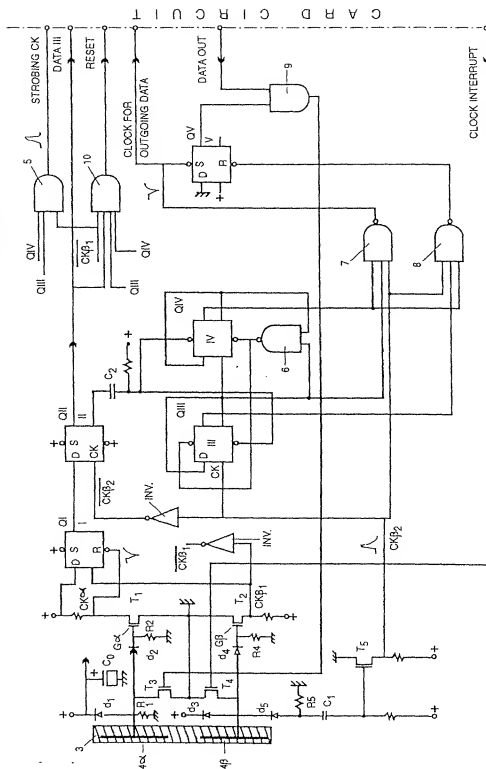 CARD CIRCUIT
STROBING CK
DATA III
RESET
CLOCK FOR
OUTGOING DATA
DATA OUT
CLOCK INTERRUPT
5
QIV
QIII
10
CKβ1
QIV
QIII
9
QV
D S
V
R
+
7
8
QII
+
D S
II
CK
+
C2
+
QIV
IV
6
QIII
D
III
CK
CKβ2
INV.
QI
+
D S
I
R
CKβ1
INV.
CKβ2
CKα
T1
Gα
R2
d2
T2
CKβ1
+
Gβ
R4
d4
T3
T4
T5
+
C0
+
d1
R1
+
d3
d5
R5
C1
+
+
3
4α
4β